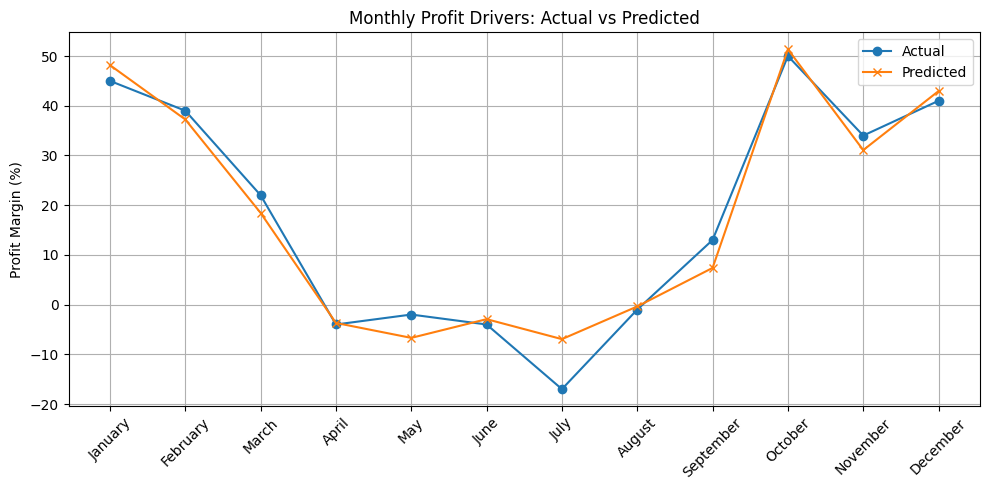 Monthly Profit Drivers: Actual vs Predicted
Actual
Predicted
Profit Margin (%)
50
40
30
20
10
0
−10
−20
January
February
March
April
May
June
July
August
September
October
November
December